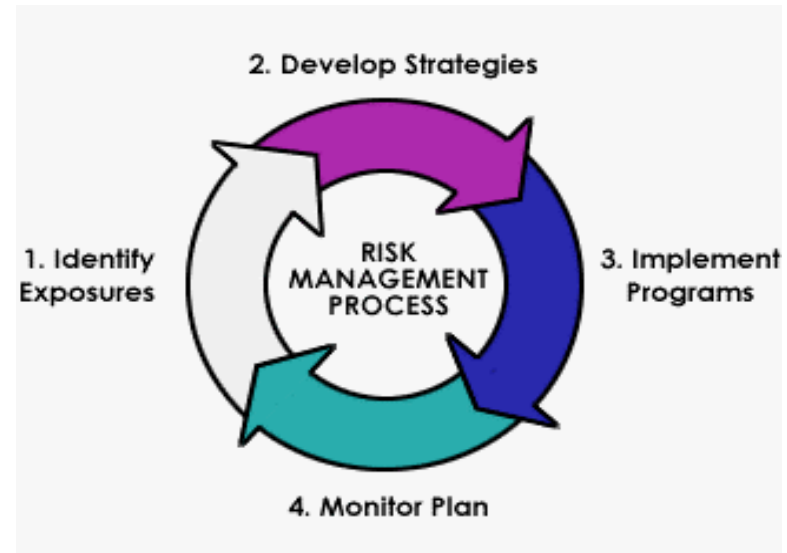 2. Develop Strategies
1. Identify
Exposures
RISK
MANAGEMENT
PROCESS
3. Implement
Programs
4. Monitor Plan